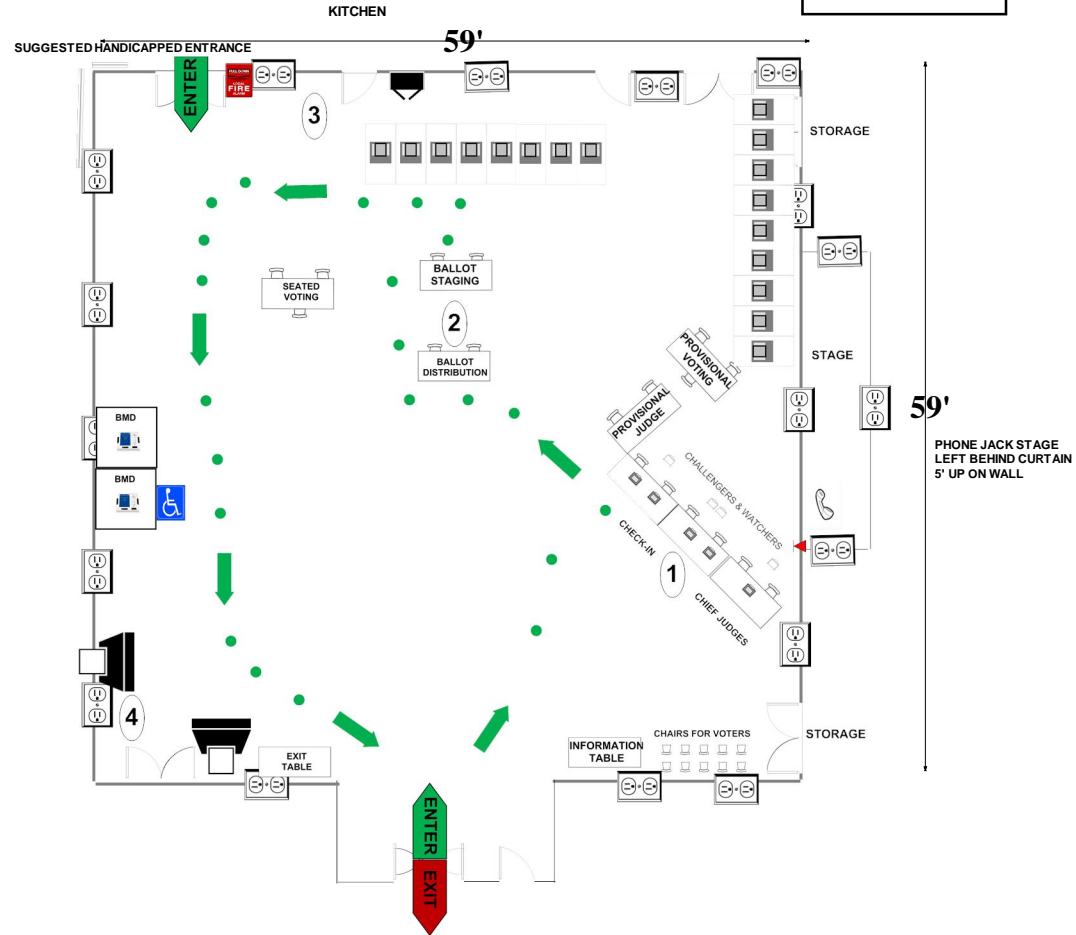 KITCHEN
SUGGESTED HANDICAPPED ENTRANCE
59'
ENTER
FIRE
3
STORAGE
BALLOT
STAGING
SEATED
VOTING
2
BALLOT
DISTRIBUTION
PROVISIONAL
VOTING
STAGE
PROVISIONAL
JUDGE
59'
BMD
BMD
PHONE JACK STAGE
LEFT BEHIND CURTAIN
5' UP ON WALL
CHALLENGERS & WATCHERS
CHECK-IN
1
CHIEF JUDGES
4
EXIT
TABLE
INFORMATION
TABLE
CHAIRS FOR VOTERS
STORAGE
ENTER
EXIT